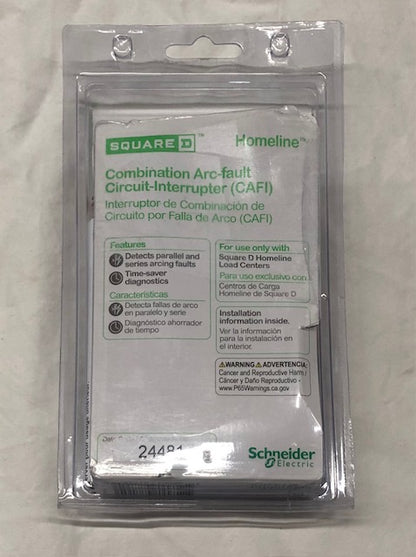 SQUARE D™
Homeline™
Combination Arc-fault
Circuit-Interrupter (CAFI)
Interruptor de Combinación de
Circuito por Falla de Arco (CAFI)
Features
Detects parallel and
series arcing faults
Time-saver
diagnostics
Características
Detecta fallas de arco
en paralelo y serie
Diagnóstico ahorrador
de tiempo
For use only with
Square D Homeline
Load Centers
Para uso exclusivo con
Centros de Carga
Homeline de Square D
Installation
information inside.
Ver la información
para la instalación en
el interior.
⚠WARNING ⚠ADVERTENCIA
Cancer and Reproductive Harm
Cáncer y Daño Reproductivo -
www.P65Warnings.ca.gov
2448
Schneider
Electric